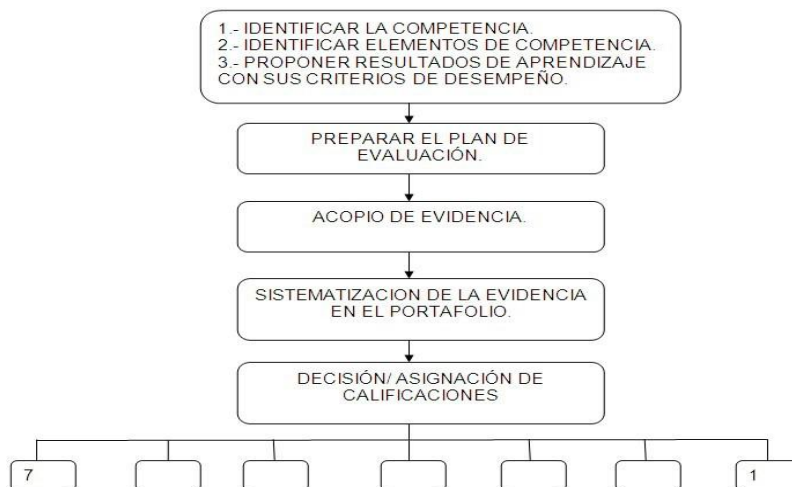 1.- IDENTIFICAR LA COMPETENCIA.
2.- IDENTIFICAR ELEMENTOS DE COMPETENCIA.
3.- PROPONER RESULTADOS DE APRENDIZAJE
CON SUS CRITERIOS DE DESEMPEÑO.
PREPARAR EL PLAN DE
EVALUACIÓN.
ACOPIO DE EVIDENCIA.
SISTEMATIZACION DE LA EVIDENCIA
EN EL PORTAFOLIO.
DECISIÓN/ ASIGNACIÓN DE
CALIFICACIONES
7
1